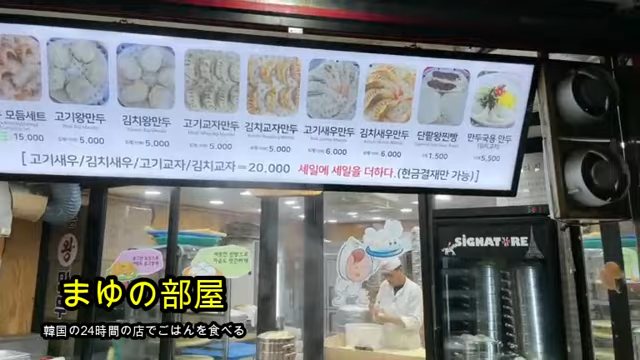 모듬세트
고기왕만두
김치왕만두
고기교자만두
김치교자만두
고기새우만두
김치새우만두
단팥왕찐빵
만두국용 만두
15,000
5,000
5,000
5,000
5,000
6,000
6,000
1,500
5,500
[고기새우/김치새우/고기교자/김치교자=20,000 세일에 세일을 더하다.(현금결재만 가능)]
SIGNATURE
왕
まゆの部屋
韓国の24時間の店でごはんを食べる